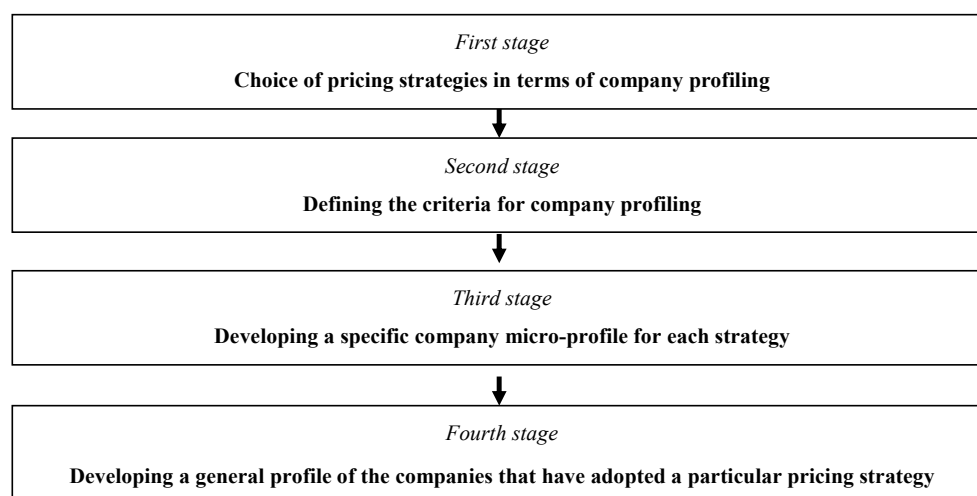 First stage
Choice of pricing strategies in terms of company profiling
Second stage
Defining the criteria for company profiling
Third stage
Developing a specific company micro-profile for each strategy
Fourth stage
Developing a general profile of the companies that have adopted a particular pricing strategy